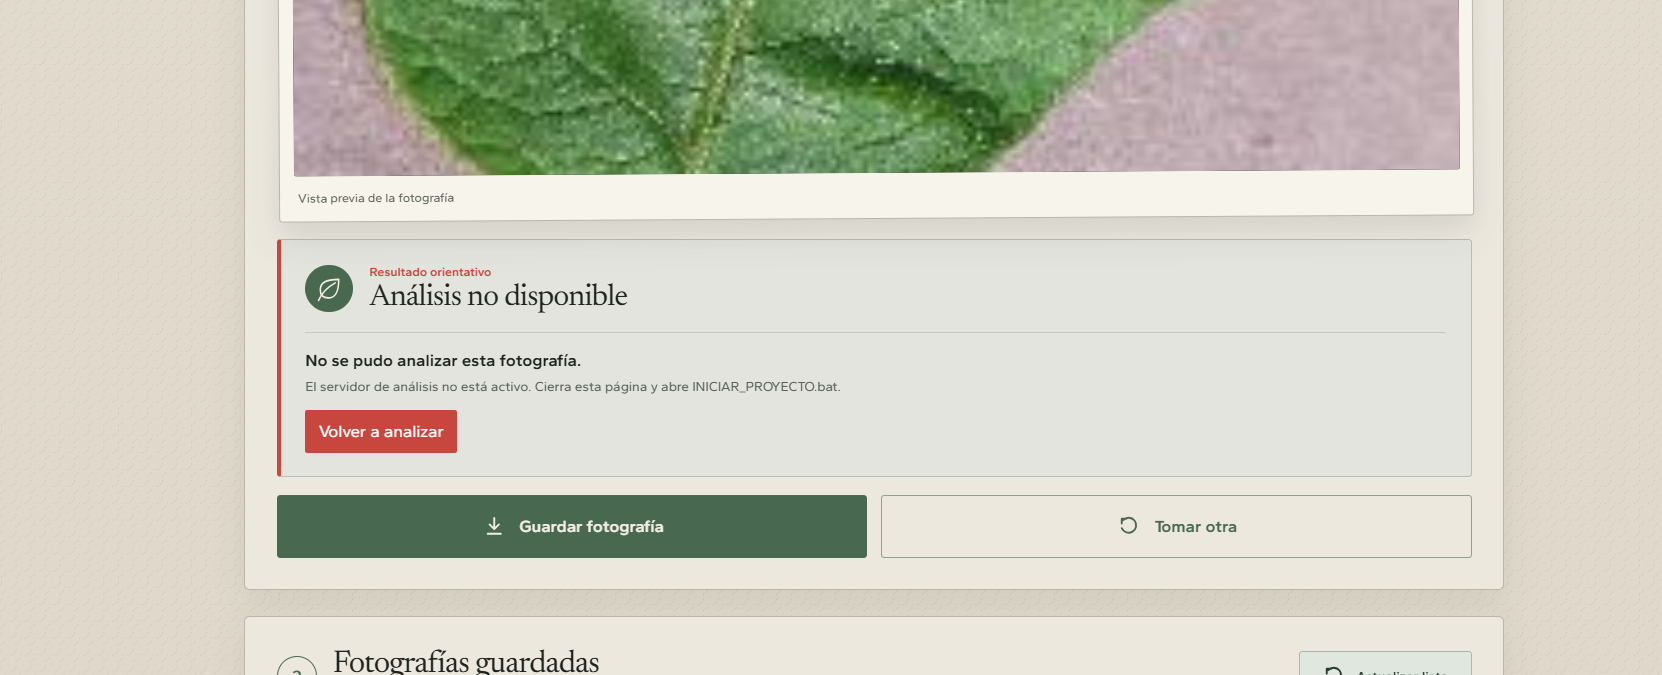 Vista previa de la fotografía
Resultado orientativo
Análisis no disponible
No se pudo analizar esta fotografía.
El servidor de análisis no está activo. Cierra esta página y abre INICIAR_PROYECTO.bat.
Volver a analizar
Guardar fotografía
Tomar otra
Fotografías guardadas